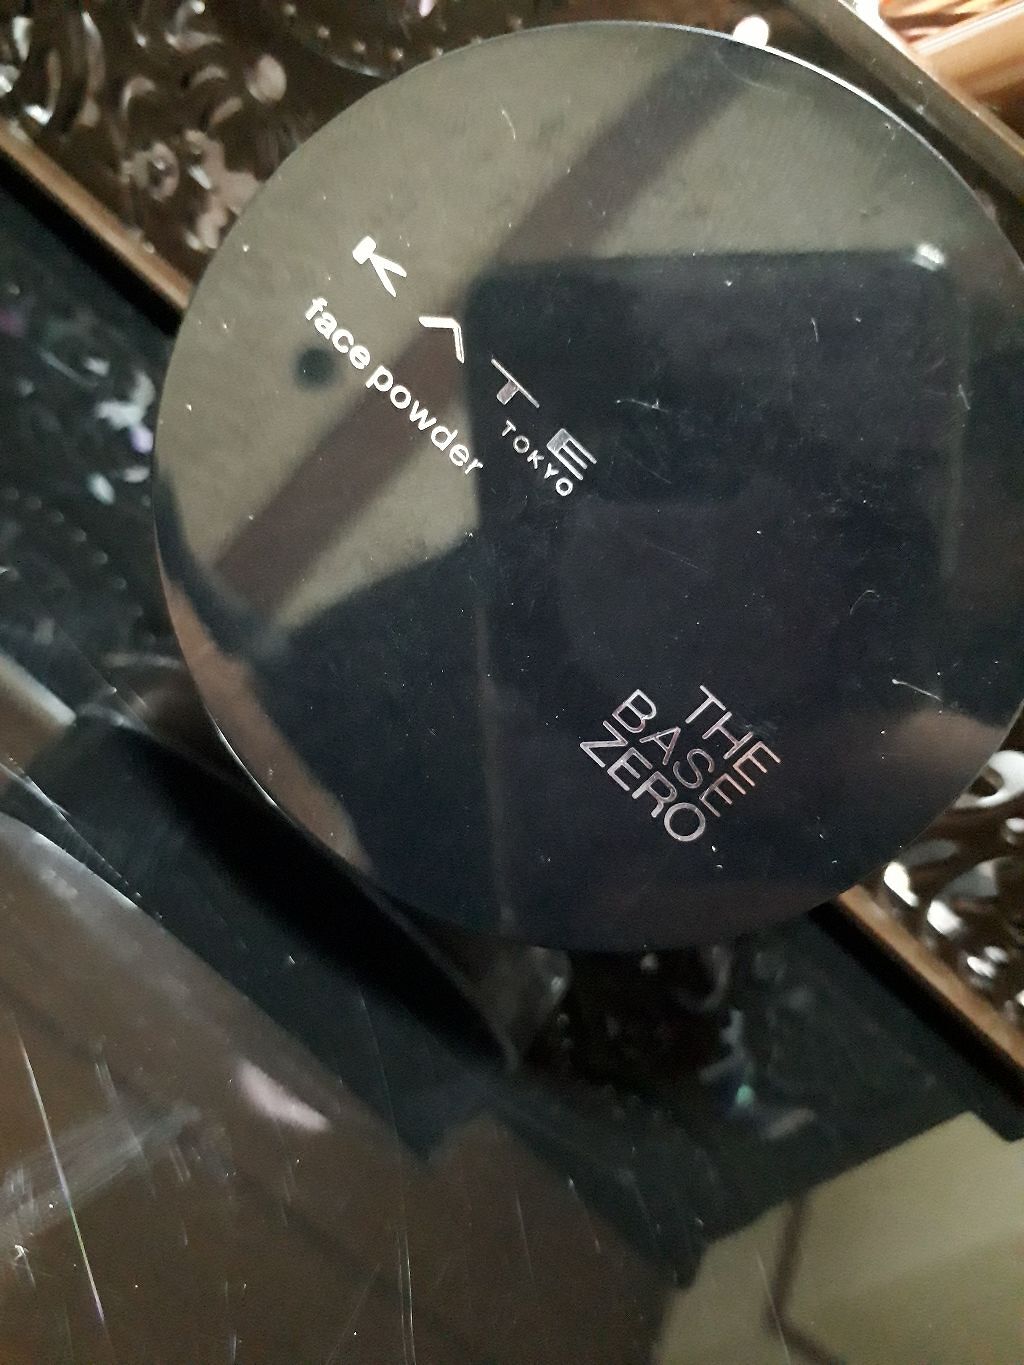 KATE
TOKYO
face powder
THE
BASE
ZERO